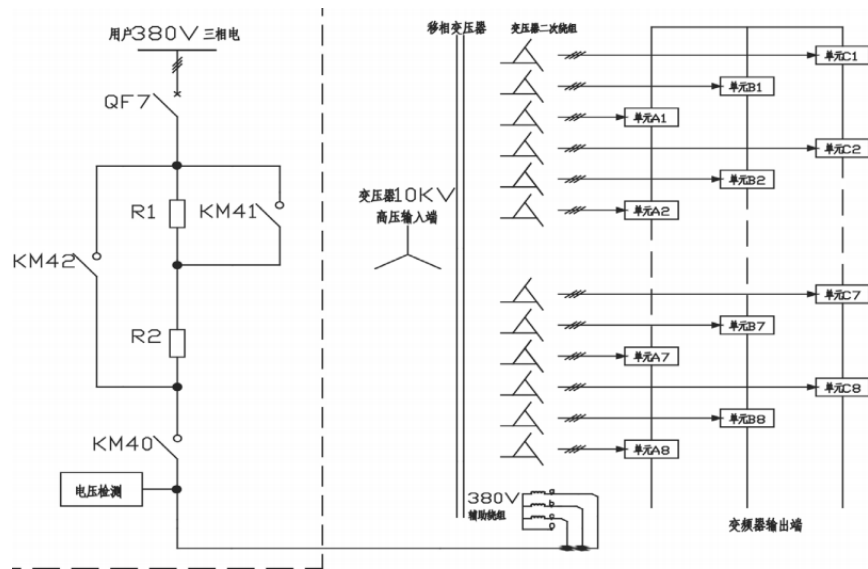 用户380V三相电
QF7
R1
KM41
KM42
R2
KM40
电压检测
移相变压器
变压器二次绕组
变压器10KV
高压输入端
单元C1
单元B1
单元A1
单元C2
单元B2
单元A2
单元C7
单元B7
单元A7
单元C8
单元B8
单元A8
380V
辅助绕组
a
b
c
o
变频器输出端